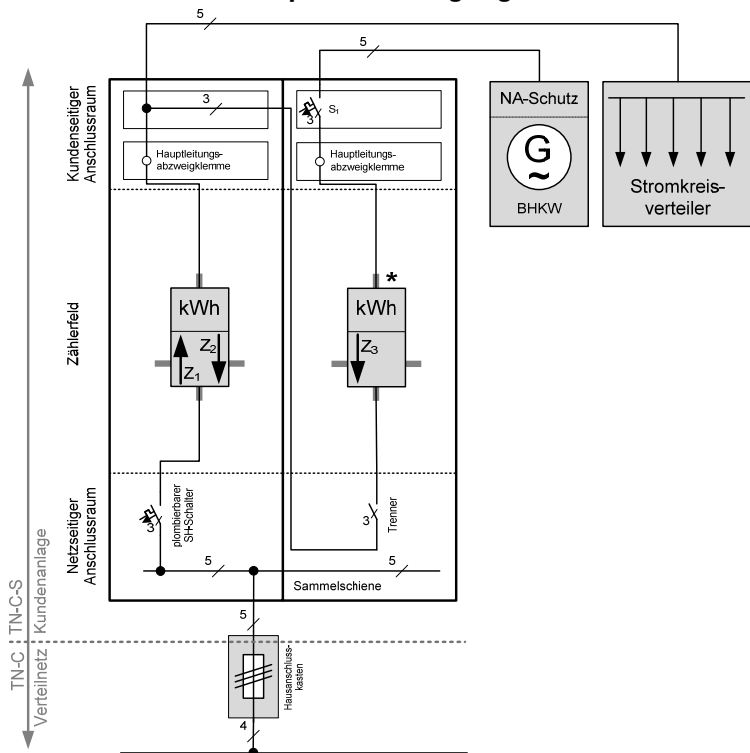 5
5
Kundenseitiger
Anschlussraum
3
3
S1
Hauptleitungs-
abzweigklemme
Hauptleitungs-
abzweigklemme
NA-Schutz
G
~
BHKW
Stromkreis-
verteiler
Zählerfeld
kWh
Z1
Z2
*
kWh
Z3
Netzseitiger
Anschlussraum
3
plombierbarer
SH-Schalter
3
Trenner
5
5
Sammelschiene
TN-C-S
Kundenanlage
5
TN-C
Verteilnetz
Hausanschluss-
kasten
4